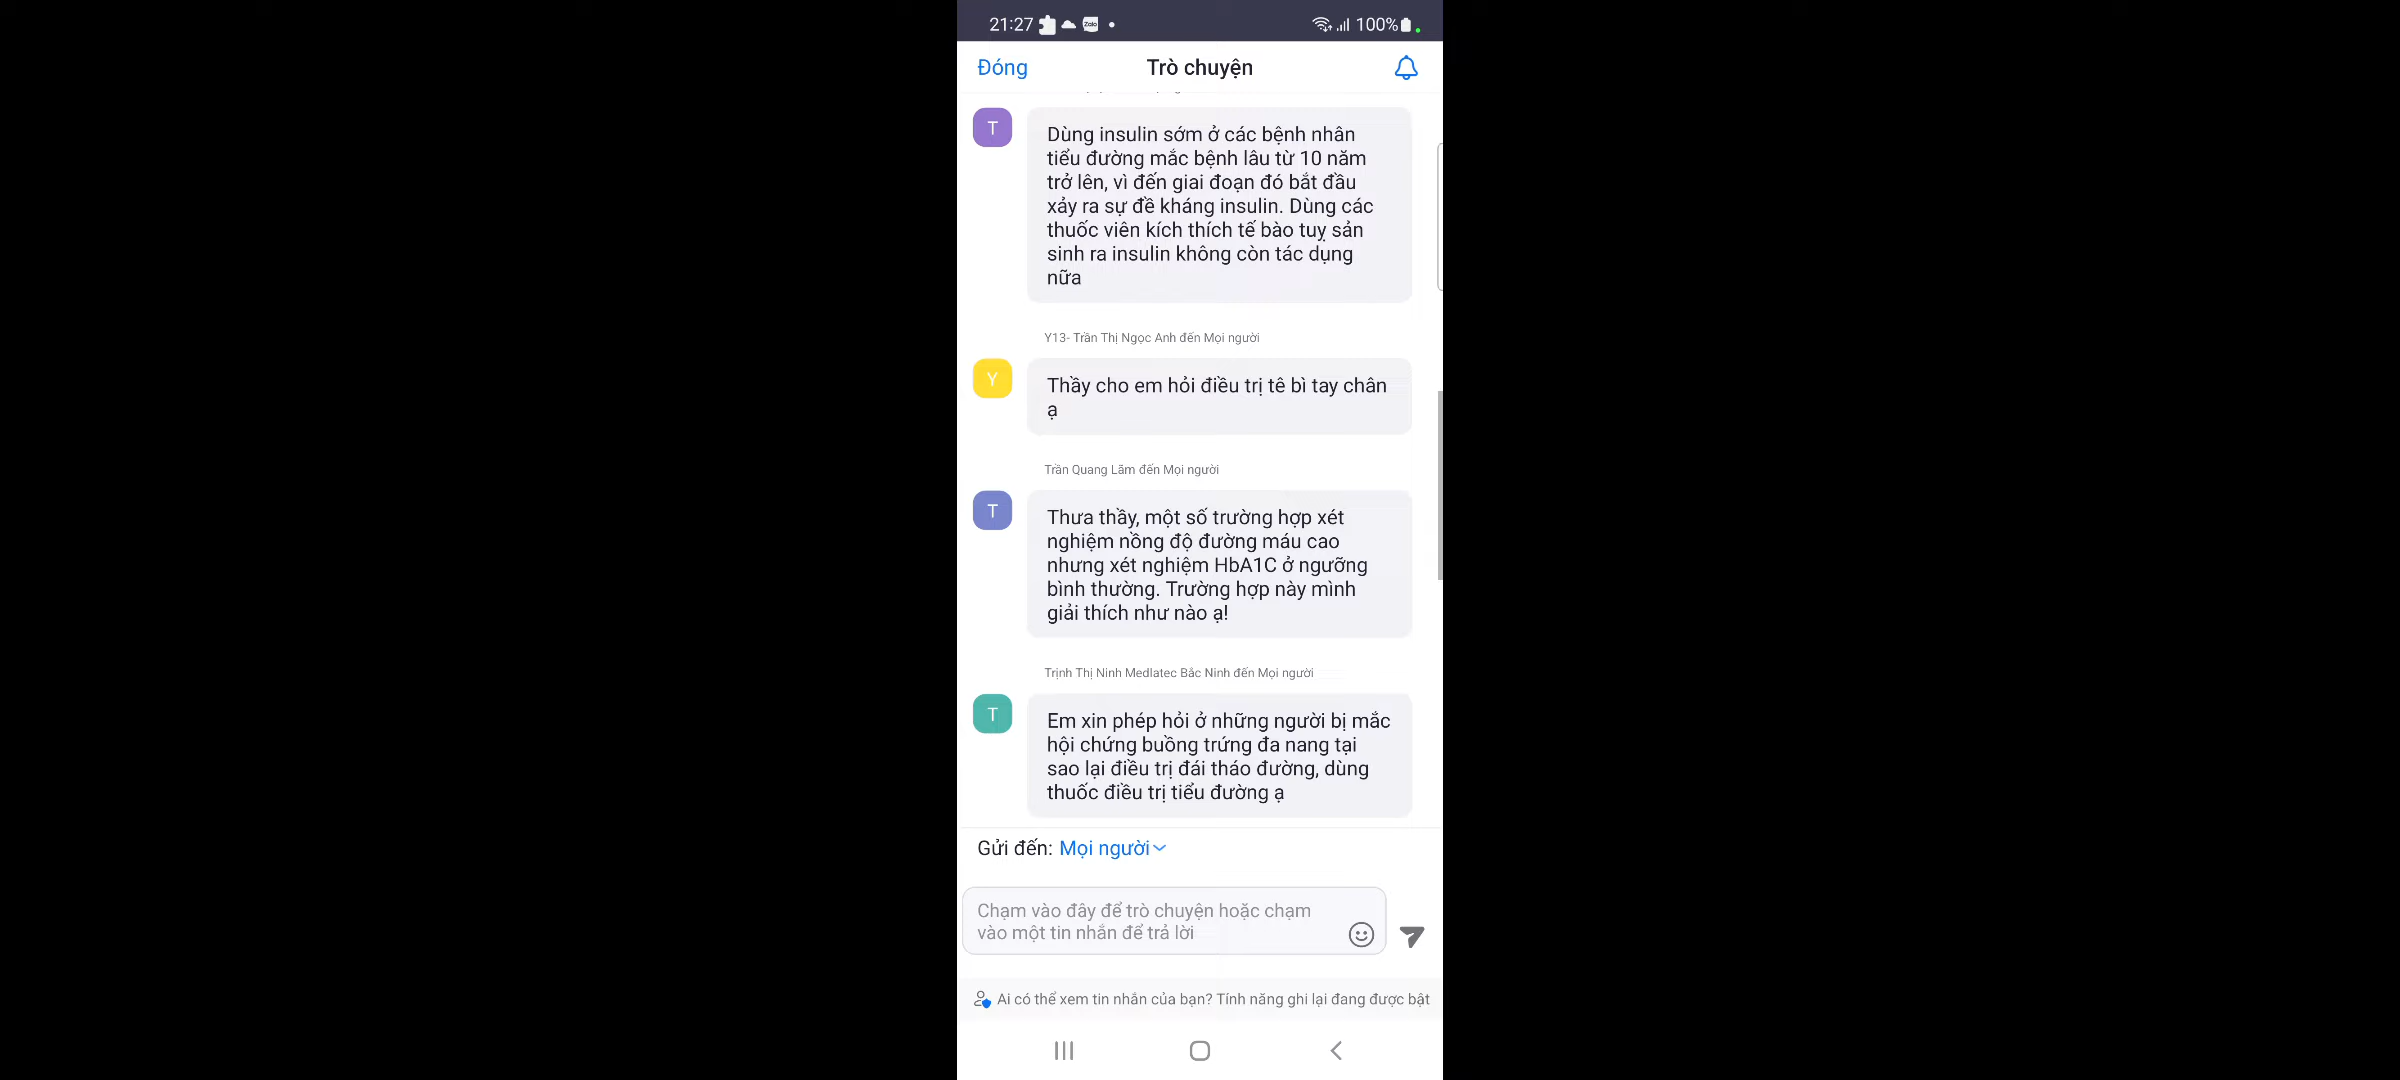 21:27
Zalo
100%
Đóng
Trò chuyện
T
Dùng insulin sớm ở các bệnh nhân
tiểu đường mắc bệnh lâu từ 10 năm
trở lên, vì đến giai đoạn đó bắt đầu
xảy ra sự đề kháng insulin. Dùng các
thuốc viên kích thích tế bào tuỵ sản
sinh ra insulin không còn tác dụng
nữa
Y13- Trần Thị Ngọc Anh đến Mọi người
Y
Thầy cho em hỏi điều trị tê bì tay chân
ạ
Trần Quang Lãm đến Mọi người
T
Thưa thầy, một số trường hợp xét
nghiệm nồng độ đường máu cao
nhưng xét nghiệm HbA1C ở ngưỡng
bình thường. Trường hợp này mình
giải thích như nào ạ!
Trịnh Thị Ninh Medlatec Bắc Ninh đến Mọi người
T
Em xin phép hỏi ở những người bị mắc
hội chứng buồng trứng đa nang tại
sao lại điều trị đái tháo đường, dùng
thuốc điều trị tiểu đường ạ
Gửi đến: Mọi người
Chạm vào đây để trò chuyện hoặc chạm
vào một tin nhắn để trả lời
Ai có thể xem tin nhắn của bạn? Tính năng ghi lại đang được bật